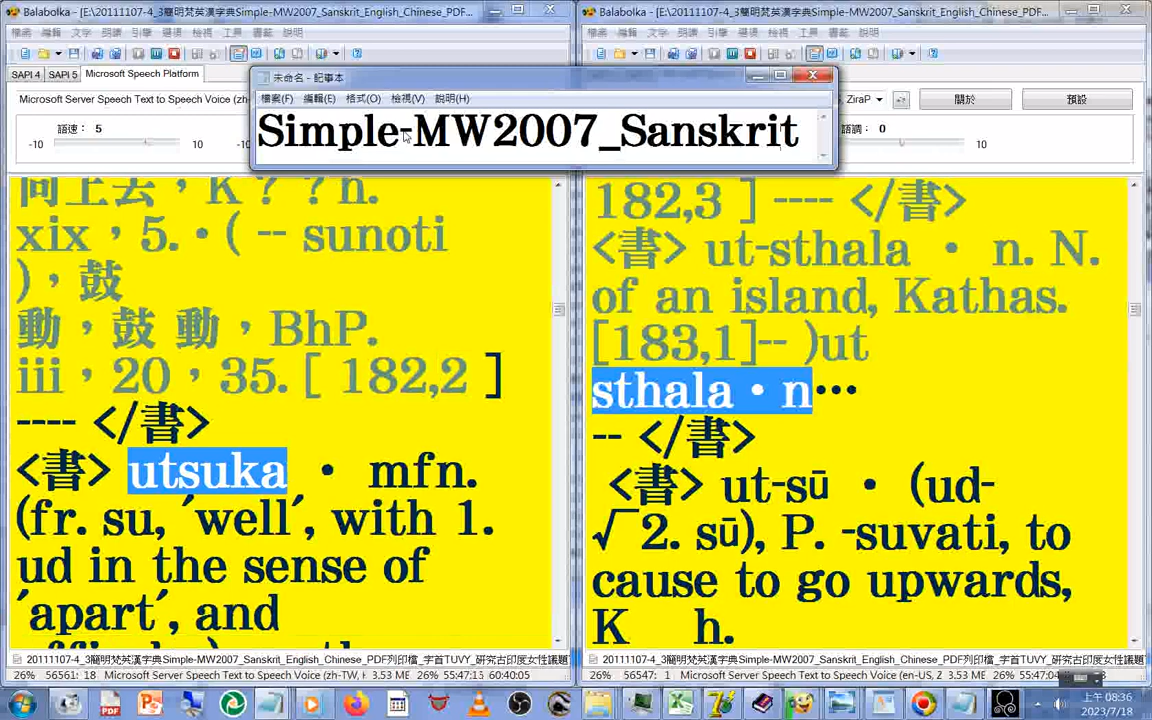 Balabolka - [E:\20111107-4_3簡明梵英漢字典Simple-MW2007_Sanskrit_English_Chinese_PDF...
Balabolka - [E:\20111107-4_3簡明梵英漢字典Simple-MW2007_Sanskrit_English_Chinese_PDF...
SAPI 4 SAPI 5 Microsoft Speech Platform
未命名 - 記事本
Microsoft Server Speech Text to Speech Voice (zh-
檔案(F) 編輯(E) 格式(O) 檢視(V) 說明(H)
ZiraP
關於
預設
語速： 5
語調： 0
-10 10
10
Simple-MW2007_Sanskrit
向上去，K？？n.
xix，5.·( -- sunoti
)，鼓
動，鼓 動，BhP.
iii，20，35. [ 182,2 ]
---- </書>
<書> utsuka · mfn.
(fr. su, 'well', with 1.
ud in the sense of
'apart', and
182,3 ] ---- </書>
<書> ut-sthala · n. N.
of an island, Kathas.
[183,1]-- )ut
sthala·n…
-- </書>
<書> ut-sū · (ud-
√ 2. sū), P. -suvati, to
cause to go upwards,
K h.
20111107-4_3簡明梵英漢字典Simple-MW2007_Sanskrit_English_Chinese_PDF列印檔_字首TUVY_研究古印度女性議題
20111107-4_3簡明梵英漢字典Simple-MW2007_Sanskrit_English_Chinese_PDF列印檔_字首TUVY_研究古印度女性議題
26% 56561: 18 Microsoft Server Speech Text to Speech Voice (zh-TW, 3.53 ME 55:47:13 60:40:05
26% 56547: 1 Microsoft Server Speech Text to Speech Voice (en-US, Z 3.53 ME 55:47:04
上午 08:36
2023/7/18